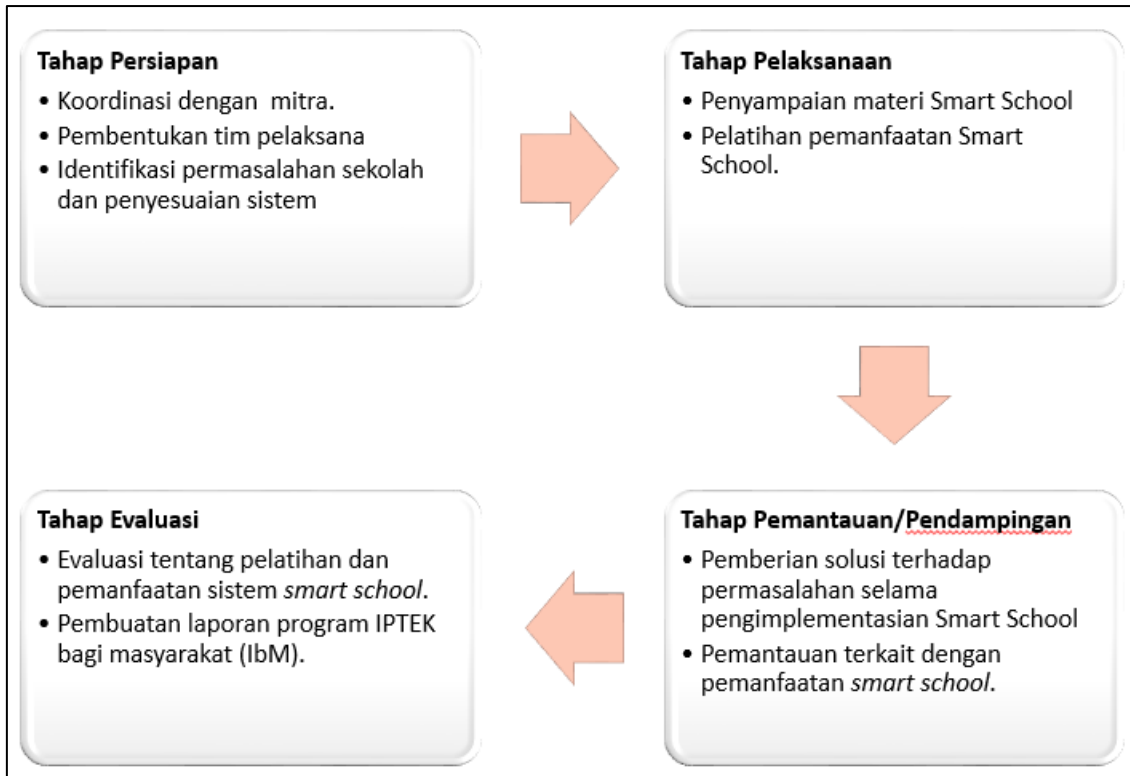 Tahap Persiapan
• Koordinasi dengan mitra.
• Pembentukan tim pelaksana
• Identifikasi permasalahan sekolah
dan penyesuaian sistem
Tahap Pelaksanaan
• Penyampaian materi Smart School
• Pelatihan pemanfaatan Smart
School.
Tahap Pemantauan/Pendampingan
• Pemberian solusi terhadap
permasalahan selama
pengimplementasian Smart School
• Pemantauan terkait dengan
pemanfaatan smart school.
Tahap Evaluasi
• Evaluasi tentang pelatihan dan
pemanfaatan sistem smart school.
• Pembuatan laporan program IPTEK
bagi masyarakat (IbM).